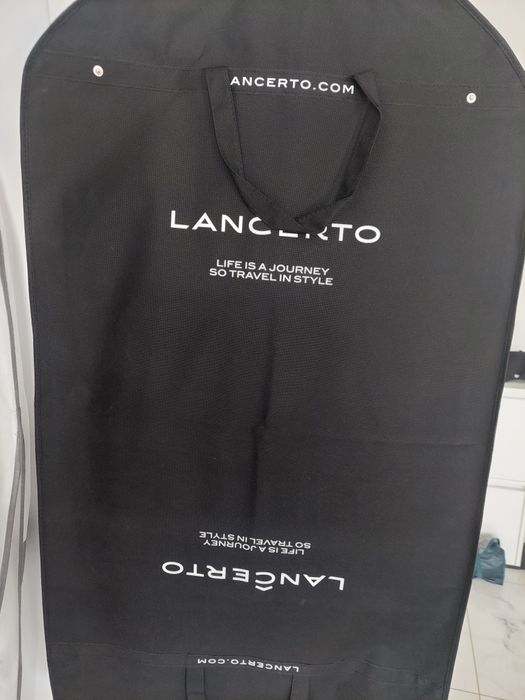 ANCERTO.COM
LANCERTO
LIFE IS A JOURNEY
SO TRAVEL IN STYLE
LANCERTO.COM
LANCERTO
LIFE IS A JOURNEY
SO TRAVEL IN STYLE